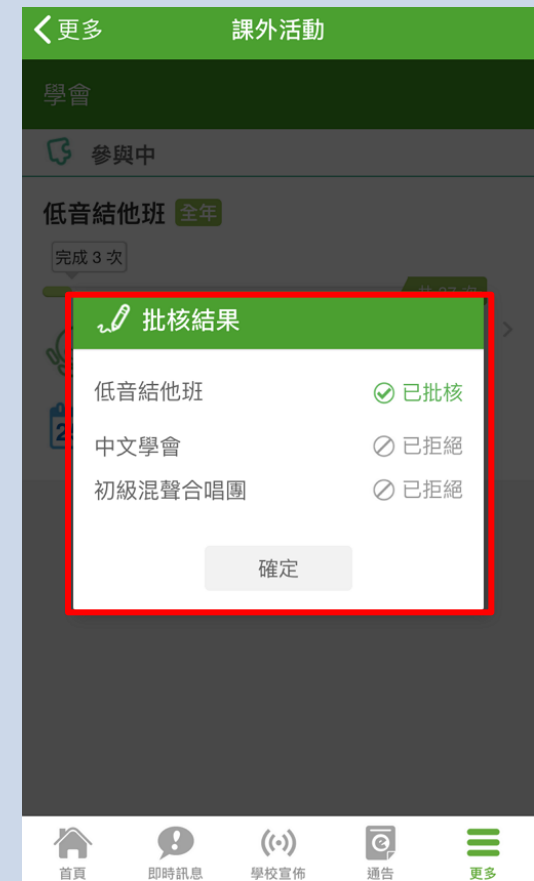 更多 課外活動
學會
參與中
低音結他班 全年
完成 3 次
批核結果
低音結他班 已批核
中文學會 已拒絕
初級混聲合唱團 已拒絕
確定
首頁 即時訊息 學校宣佈 通告 更多